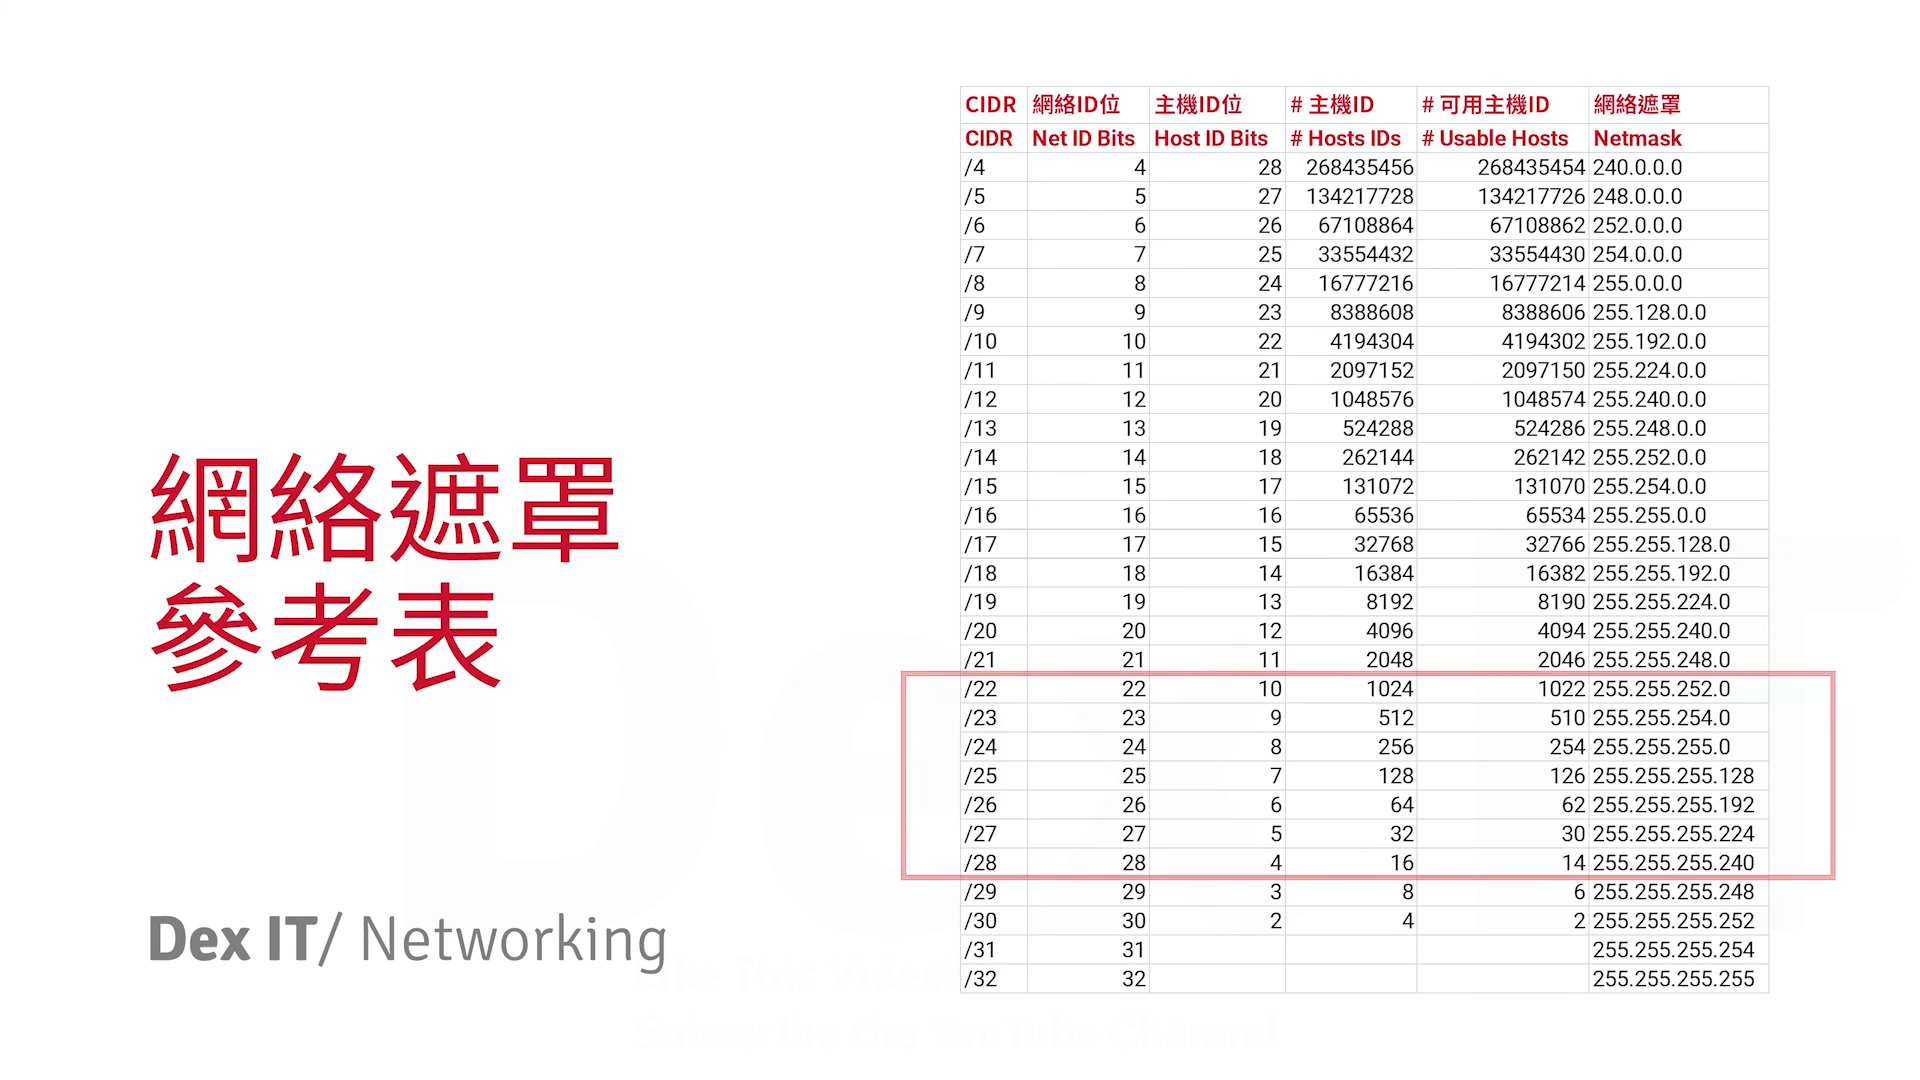 網絡遮罩
參考表
Dex IT/ Networking
CIDR 網絡ID位 主機ID位 # 主機ID # 可用主機ID 網絡遮罩
CIDR Net ID Bits Host ID Bits # Hosts IDs # Usable Hosts Netmask
/4 4 28 268435456 268435454 240.0.0.0
/5 5 27 134217728 134217726 248.0.0.0
/6 6 26 67108864 67108862 252.0.0.0
/7 7 25 33554432 33554430 254.0.0.0
/8 8 24 16777216 16777214 255.0.0.0
/9 9 23 8388608 8388606 255.128.0.0
/10 10 22 4194304 4194302 255.192.0.0
/11 11 21 2097152 2097150 255.224.0.0
/12 12 20 1048576 1048574 255.240.0.0
/13 13 19 524288 524286 255.248.0.0
/14 14 18 262144 262142 255.252.0.0
/15 15 17 131072 131070 255.254.0.0
/16 16 16 65536 65534 255.255.0.0
/17 17 15 32768 32766 255.255.128.0
/18 18 14 16384 16382 255.255.192.0
/19 19 13 8192 8190 255.255.224.0
/20 20 12 4096 4094 255.255.240.0
/21 21 11 2048 2046 255.255.248.0
/22 22 10 1024 1022 255.255.252.0
/23 23 9 512 510 255.255.254.0
/24 24 8 256 254 255.255.255.0
/25 25 7 128 126 255.255.255.128
/26 26 6 64 62 255.255.255.192
/27 27 5 32 30 255.255.255.224
/28 28 4 16 14 255.255.255.240
/29 29 3 8 6 255.255.255.248
/30 30 2 4 2 255.255.255.252
/31 31 255.255.255.254
/32 32 255.255.255.255
Like This Video
Subscribe the YouTube Channel